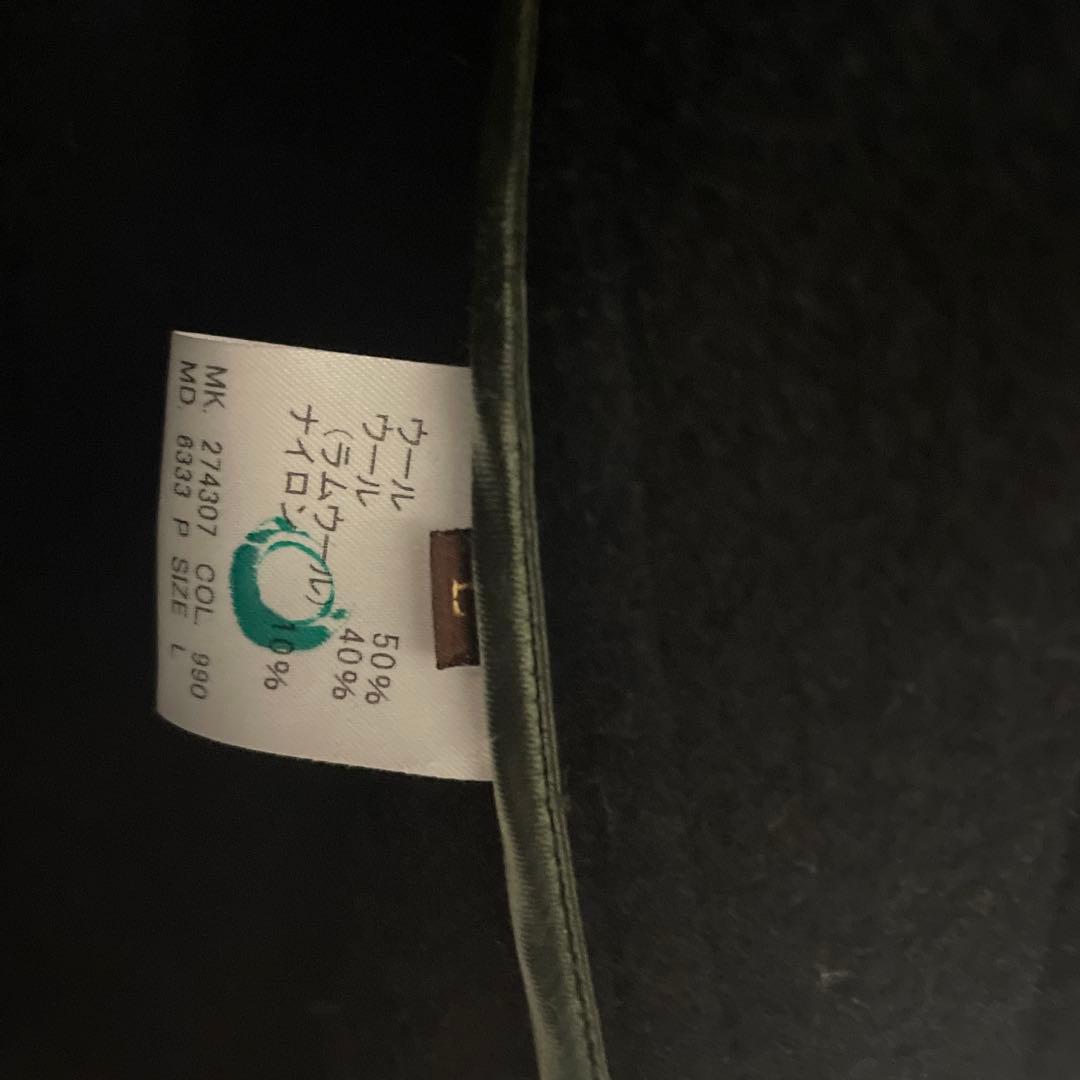 ウール 50%
ウール 40%
(ラムウール)
ナイロン 10%
MK. 274307 COL. 990
MD. 6333 P SIZE L
L